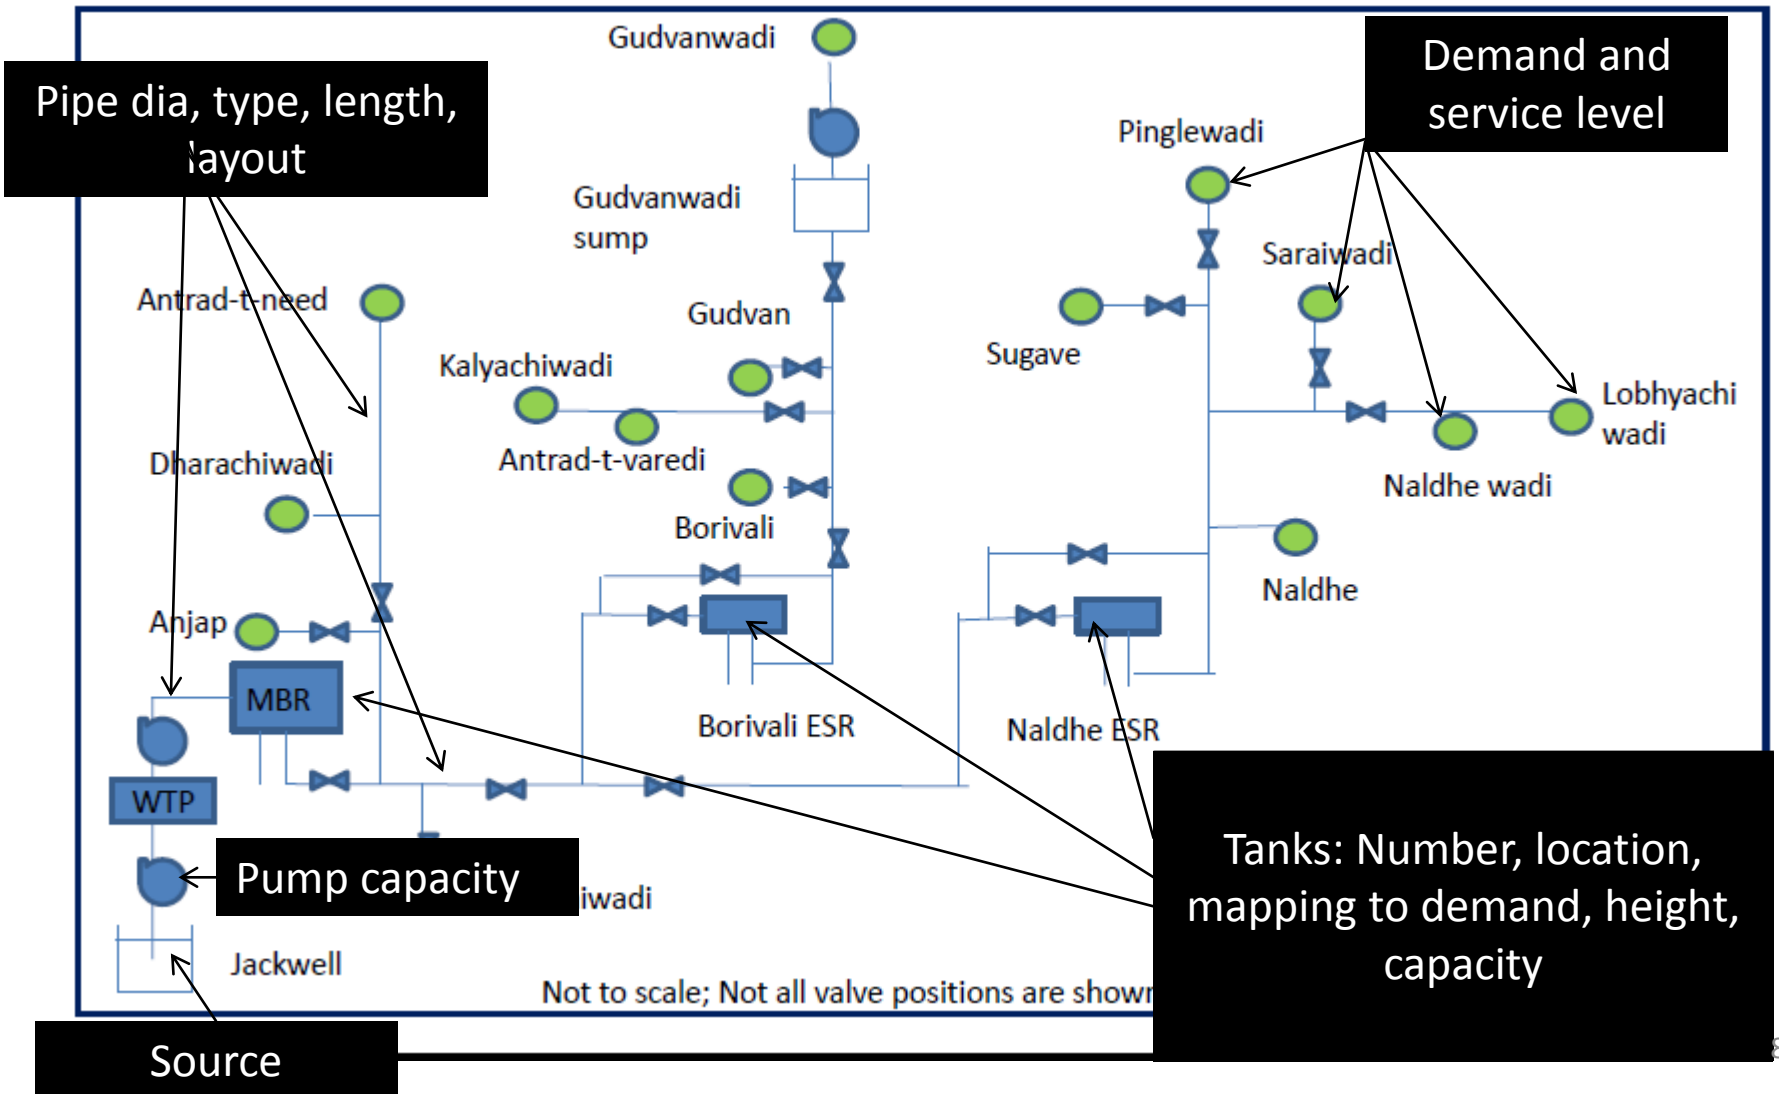 Gudvanwadi
Demand and
service level
Pipe dia, type, length,
layout
Pinglewadi
Gudvanwadi
sump
Saraiwadi
Antrad-t-need
Gudvan
Sugave
Kalyachiwadi
Lobhyachi
wadi
Dharachiwadi
Antrad-t-varedi
Naldhe wadi
Borivali
Naldhe
Anjap
MBR
Borivali ESR
Naldhe ESR
WTP
Pump capacity
iwadi
Tanks: Number, location,
mapping to demand, height,
capacity
Jackwell
Not to scale; Not all valve positions are shown
Source